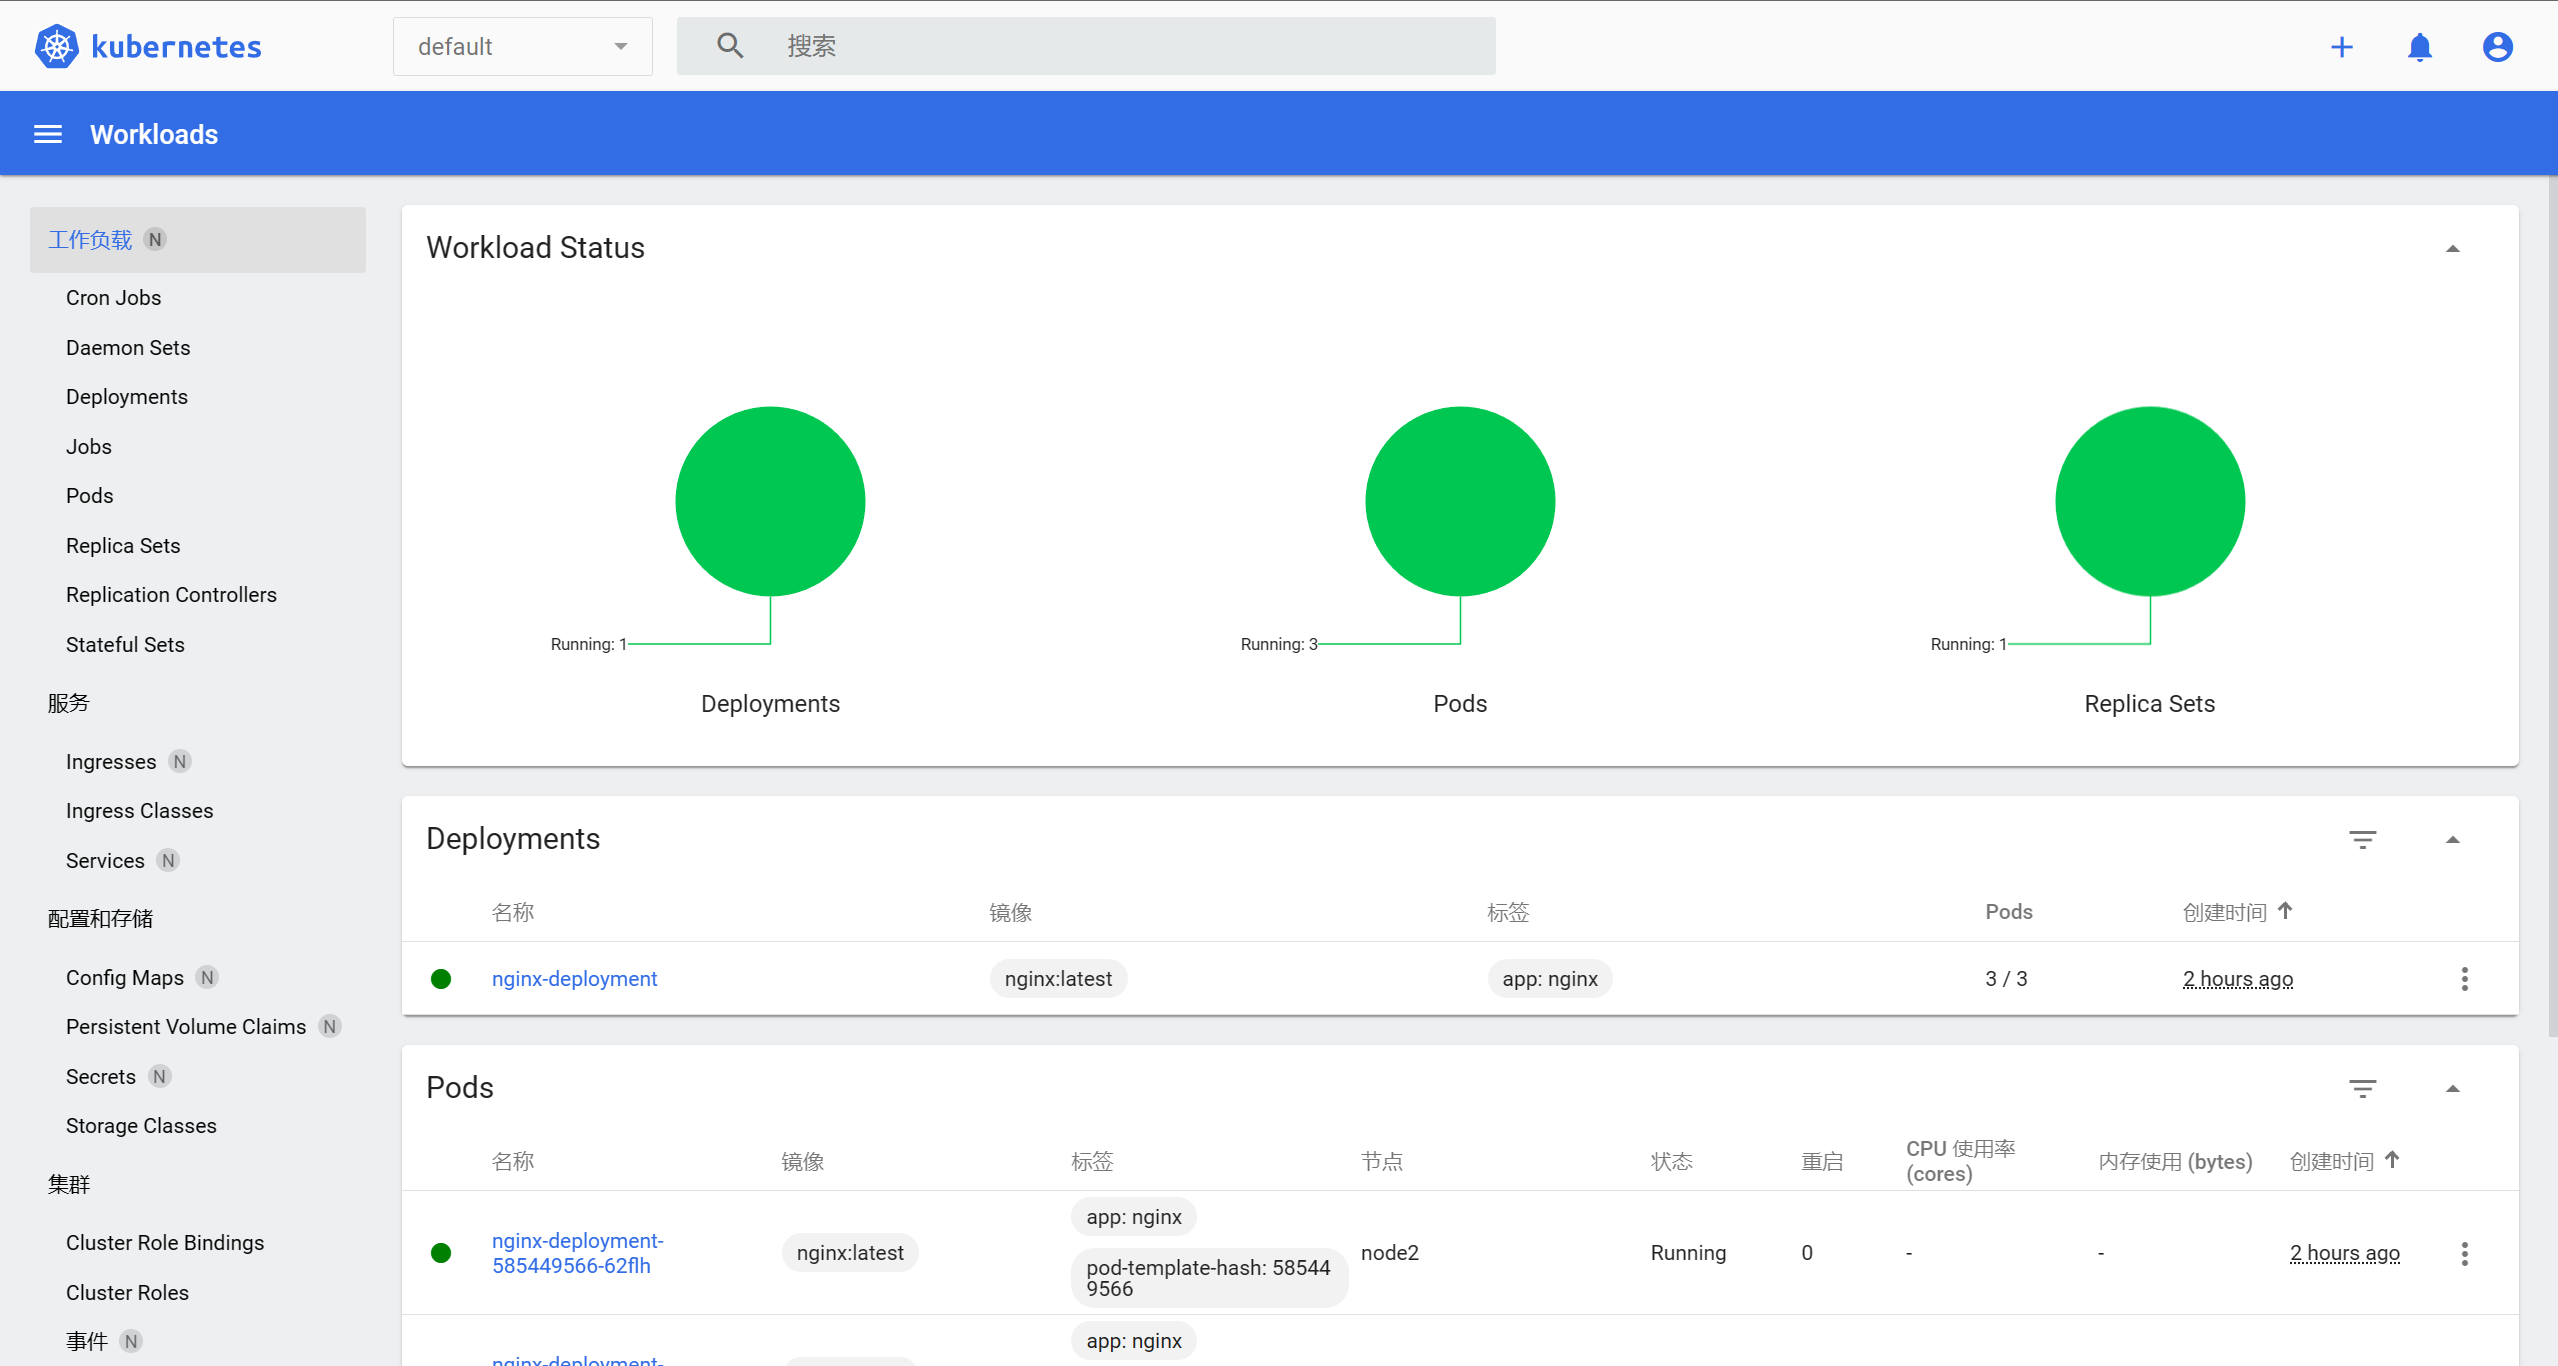 kubernetes
default
搜索
Workloads
工作负载 N
Cron Jobs
Daemon Sets
Deployments
Jobs
Pods
Replica Sets
Replication Controllers
Stateful Sets
服务
Ingresses N
Ingress Classes
Services N
配置和存储
Config Maps N
Persistent Volume Claims N
Secrets N
Storage Classes
集群
Cluster Role Bindings
Cluster Roles
事件 N
Workload Status
Running: 1
Deployments
Running: 3
Pods
Running: 1
Replica Sets
Deployments
名称 镜像 标签 Pods 创建时间
nginx-deployment nginx:latest app: nginx 3 / 3 2 hours ago
Pods
名称 镜像 标签 节点 状态 重启 CPU 使用率 (cores) 内存使用 (bytes) 创建时间
nginx-deployment-
585449566-62flh
nginx:latest
app: nginx
pod-template-hash: 58544
9566
node2
Running
0
-
-
2 hours ago
nginx-deployment-
app: nginx